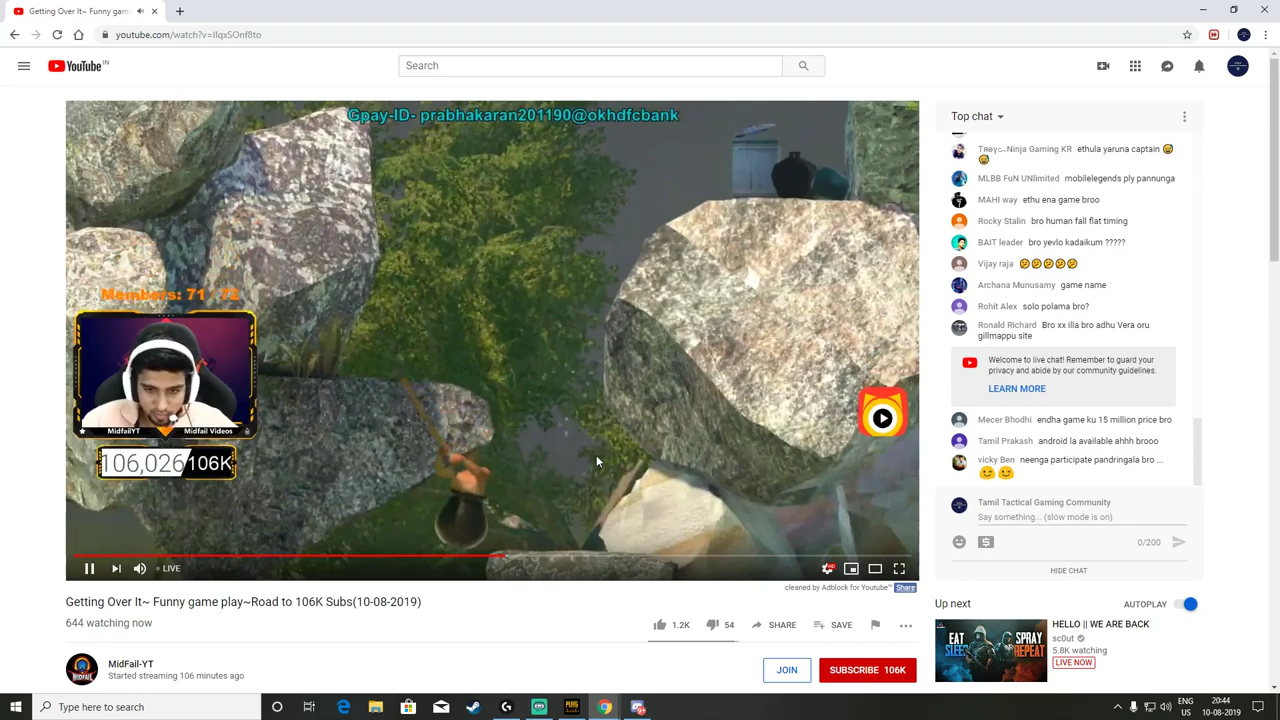 Getting Over It~ Funny gam
youtube.com/watch?v=IlqxSOnf8to
YouTube IN
Search
Gpay-ID- prabhakaran201190@okhdfcbank
Members: 71 / 72
MidfailYT
Midfail Videos
106,026
106K
LIVE
HD
cleaned by Adblock for Youtube™ Share
Getting Over It~ Funny game play~Road to 106K Subs(10-08-2019)
644 watching now
1.2K
54
SHARE
SAVE
MidFail-YT
Started streaming 106 minutes ago
JOIN
SUBSCRIBE 106K
Top chat
Ninja Gaming KR ethula yaruna captain
MLBB FuN UNlimited mobilelegends ply pannunga
MAHI way ethu ena game broo
Rocky Stalin bro human fall flat timing
BAIT leader bro yevlo kadaikum ?????
Vijay raja
Archana Munusamy game name
Rohit Alex solo polama bro?
Ronald Richard Bro xx illa bro adhu Vera oru
gillmappu site
Welcome to live chat! Remember to guard your
privacy and abide by our community guidelines.
LEARN MORE
Mecer Bhodhi endha game ku 15 million price bro
Tamil Prakash android la available ahhh brooo
vicky Ben neenga participate pandringala bro ...
Tamil Tactical Gaming Community
Say something... (slow mode is on)
0/200
HIDE CHAT
Up next
AUTOPLAY
EAT
SLEEP
SPRAY
REPEAT
HELLO || WE ARE BACK
sc0ut
5.8K watching
LIVE NOW
Type here to search
ENG
US
20:44
10-08-2019